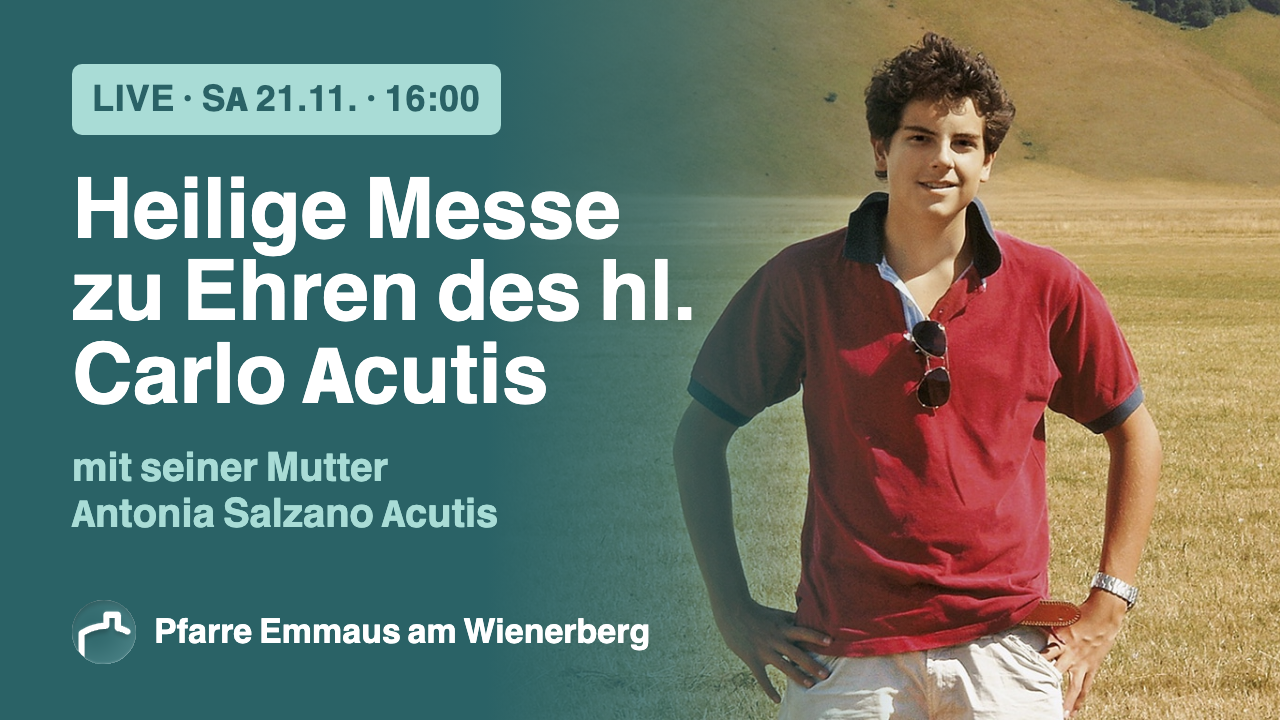 LIVE · SA 21.11. · 16:00
Heilige Messe
zu Ehren des hl.
Carlo Acutis
mit seiner Mutter
Antonia Salzano Acutis
Pfarre Emmaus am Wienerberg